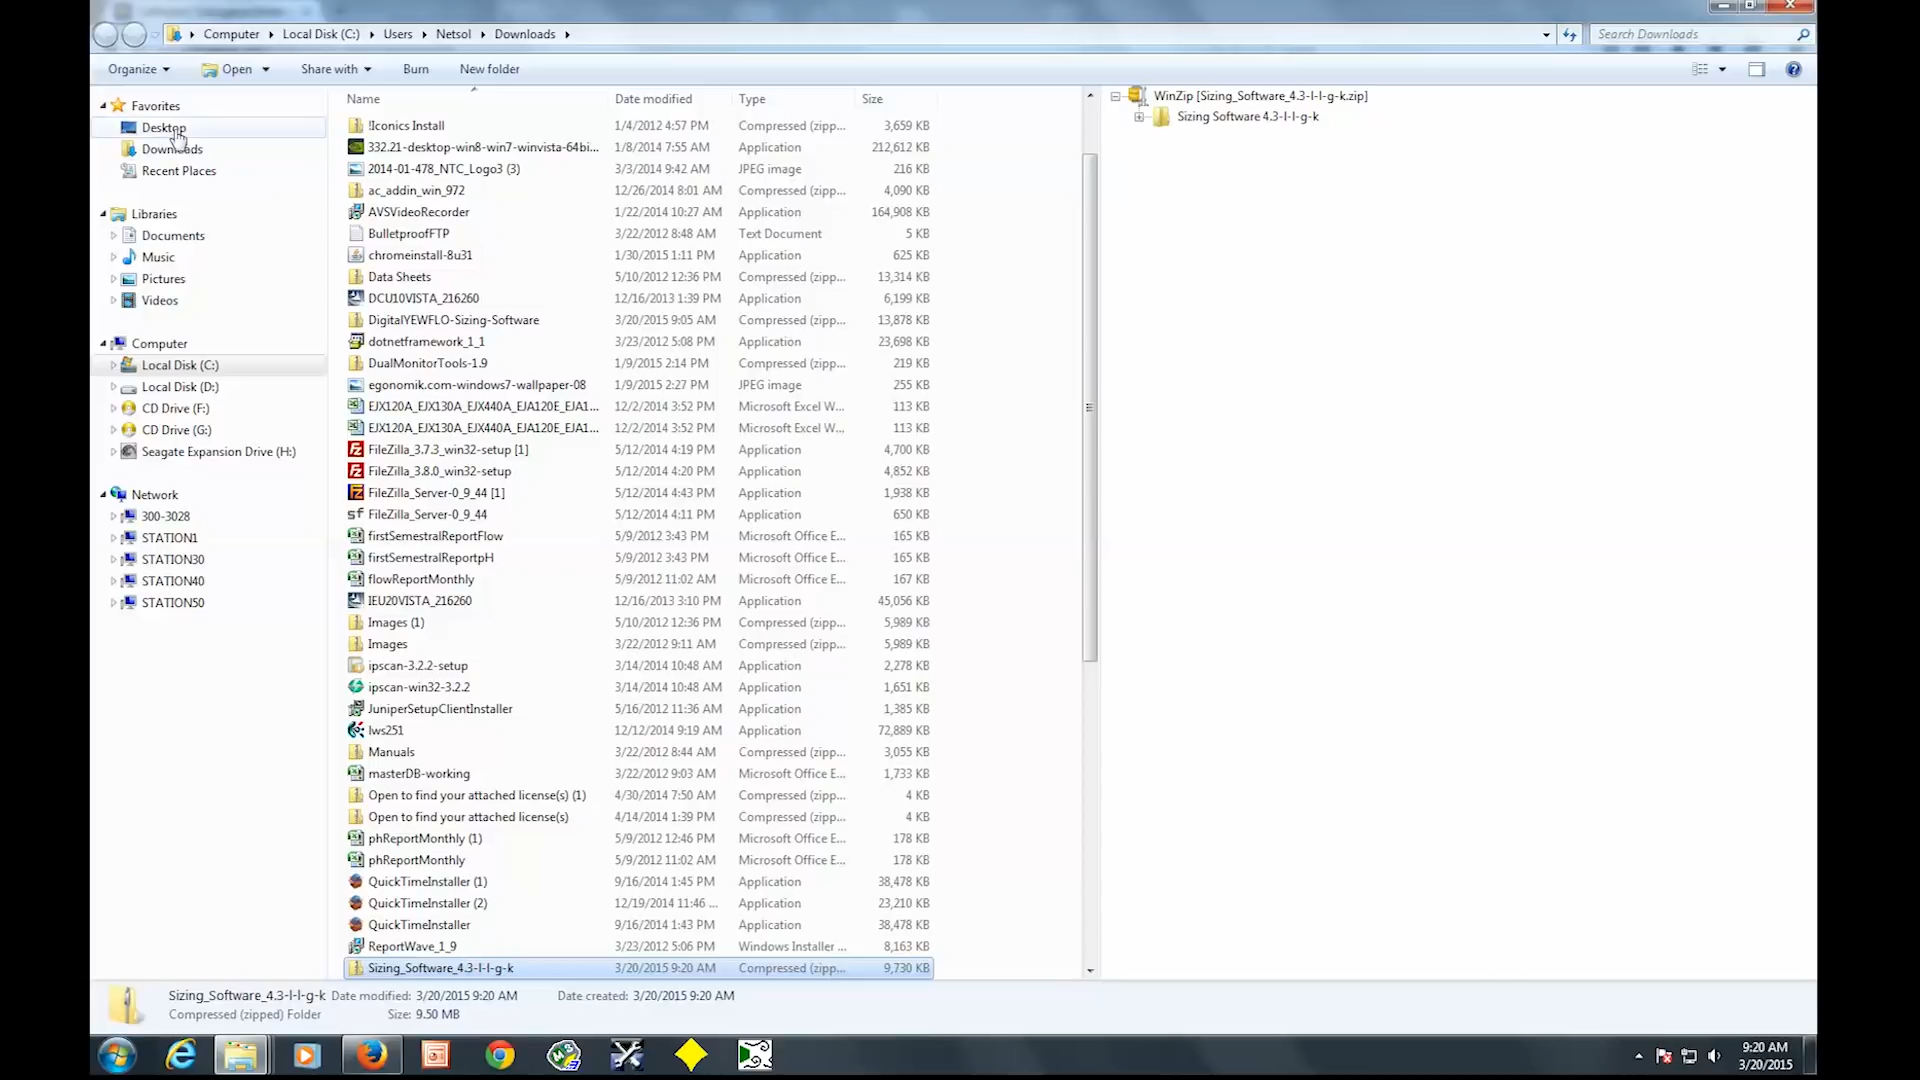 Computer Local Disk (C:) Users Netsol Downloads
Search Downloads
Organize Open Share with Burn New folder
Favorites
Desktop
Downloads
Recent Places
Libraries
Documents
Music
Pictures
Videos
Computer
Local Disk (C:)
Local Disk (D:)
CD Drive (F:)
CD Drive (G:)
Seagate Expansion Drive (H:)
Network
300-3028
STATION1
STATION30
STATION40
STATION50
Name Date modified Type Size
!Iconics Install 1/4/2012 4:57 PM Compressed (zipp... 3,659 KB
332.21-desktop-win8-win7-winvista-64bi... 1/8/2014 7:55 AM Application 212,612 KB
2014-01-478_NTC_Logo3 (3) 3/3/2014 9:42 AM JPEG image 216 KB
ac_addin_win_972 12/26/2014 8:01 AM Compressed (zipp... 4,090 KB
AVSVideoRecorder 1/22/2014 10:27 AM Application 164,908 KB
BulletproofFTP 3/22/2012 8:48 AM Text Document 5 KB
chromeinstall-8u31 1/30/2015 1:11 PM Application 625 KB
Data Sheets 5/10/2012 12:36 PM Compressed (zipp... 13,314 KB
DCU10VISTA_216260 12/16/2013 1:39 PM Application 6,199 KB
DigitalYEWFLO-Sizing-Software 3/20/2015 9:05 AM Compressed (zipp... 13,878 KB
dotnetframework_1_1 3/23/2012 5:08 PM Application 23,698 KB
DualMonitorTools-1.9 1/9/2015 2:14 PM Compressed (zipp... 219 KB
egonomik.com-windows7-wallpaper-08 1/9/2015 2:27 PM JPEG image 255 KB
EJX120A_EJX130A_EJX440A_EJA120E_EJA1... 12/2/2014 3:52 PM Microsoft Excel W... 113 KB
EJX120A_EJX130A_EJX440A_EJA120E_EJA1... 12/2/2014 3:52 PM Microsoft Excel W... 113 KB
FileZilla_3.7.3_win32-setup [1] 5/12/2014 4:19 PM Application 4,700 KB
FileZilla_3.8.0_win32-setup 5/12/2014 4:20 PM Application 4,852 KB
FileZilla_Server-0_9_44 [1] 5/12/2014 4:43 PM Application 1,938 KB
FileZilla_Server-0_9_44 5/12/2014 4:11 PM Application 650 KB
firstSemestralReportFlow 5/9/2012 3:43 PM Microsoft Office E... 165 KB
firstSemestralReportpH 5/9/2012 3:43 PM Microsoft Office E... 165 KB
flowReportMonthly 5/9/2012 11:02 AM Microsoft Office E... 167 KB
IEU20VISTA_216260 12/16/2013 3:10 PM Application 45,056 KB
Images (1) 5/10/2012 12:36 PM Compressed (zipp... 5,989 KB
Images 3/22/2012 9:11 AM Compressed (zipp... 5,989 KB
ipscan-3.2.2-setup 3/14/2014 10:48 AM Application 2,278 KB
ipscan-win32-3.2.2 3/14/2014 10:48 AM Application 1,651 KB
JuniperSetupClientInstaller 5/16/2012 11:36 AM Application 1,385 KB
lws251 12/12/2014 9:19 AM Application 72,889 KB
Manuals 3/22/2012 8:44 AM Compressed (zipp... 3,055 KB
masterDB-working 3/22/2012 9:03 AM Microsoft Office E... 1,733 KB
Open to find your attached license(s) (1) 4/30/2014 7:50 AM Compressed (zipp... 4 KB
Open to find your attached license(s) 4/14/2014 1:39 PM Compressed (zipp... 4 KB
phReportMonthly (1) 5/9/2012 12:46 PM Microsoft Office E... 178 KB
phReportMonthly 5/9/2012 11:02 AM Microsoft Office E... 178 KB
QuickTimeInstaller (1) 9/16/2014 1:45 PM Application 38,478 KB
QuickTimeInstaller (2) 12/19/2014 11:46 ... Application 23,210 KB
QuickTimeInstaller 9/16/2014 1:43 PM Application 38,478 KB
ReportWave_1_9 3/23/2012 5:06 PM Windows Installer ... 8,163 KB
Sizing_Software_4.3-l-l-g-k 3/20/2015 9:20 AM Compressed (zipp... 9,730 KB
WinZip [Sizing_Software_4.3-l-l-g-k.zip]
Sizing Software 4.3-l-l-g-k
Sizing_Software_4.3-l-l-g-k Date modified: 3/20/2015 9:20 AM Date created: 3/20/2015 9:20 AM
Compressed (zipped) Folder Size: 9.50 MB
9:20 AM
3/20/2015